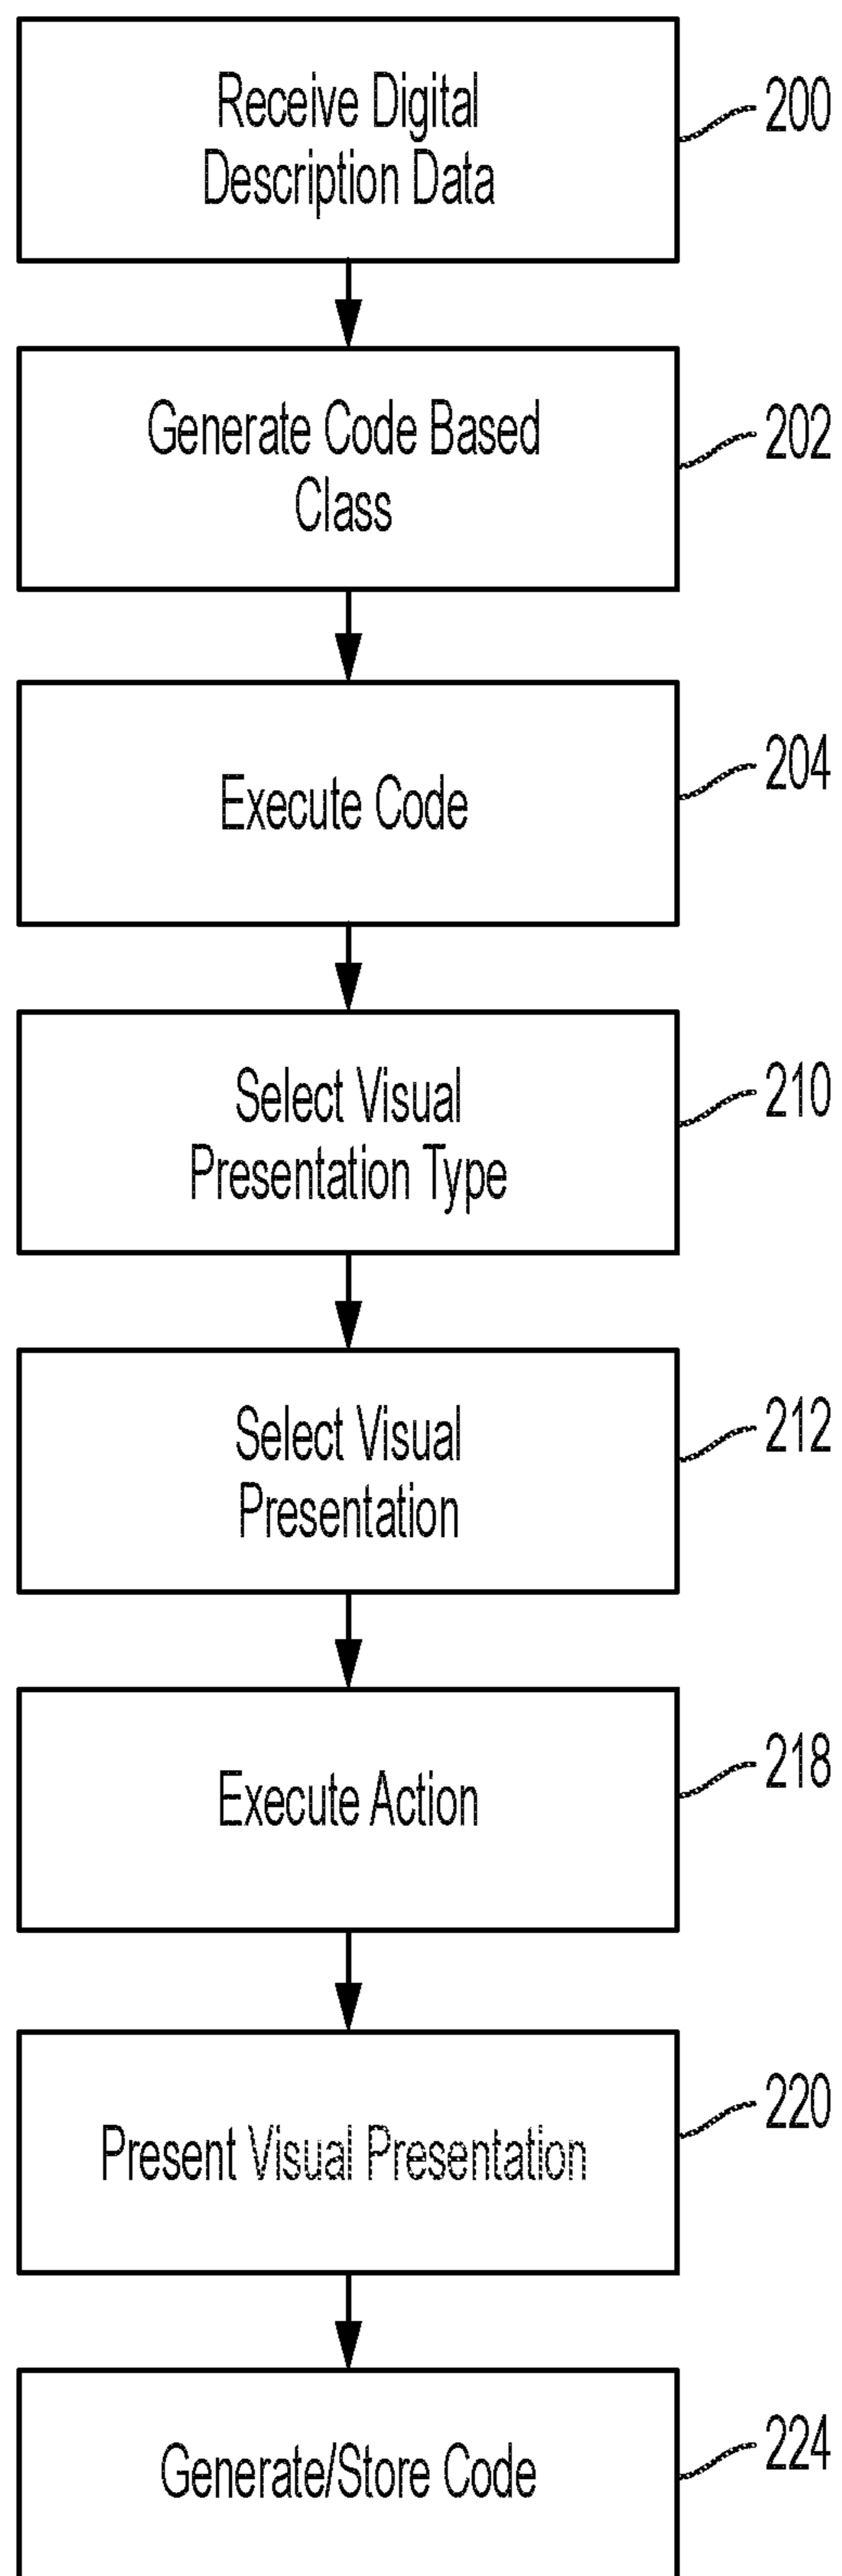 Receive Digital
Description Data
200
Generate Code Based
Class
202
Execute Code
204
Select Visual
Presentation Type
210
Select Visual
Presentation
212
Execute Action
218
Present Visual Presentation
220
Generate/Store Code
224